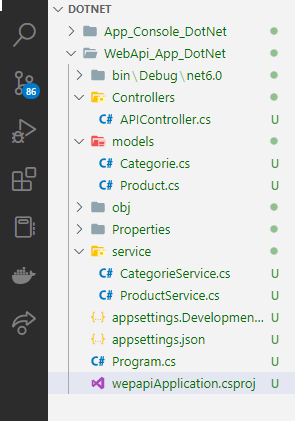 DOTNET
App_Console_DotNet
WebApi_App_DotNet
bin\Debug\net6.0
Controllers
C# APIController.cs U
models
C# Categorie.cs U
C# Product.cs U
obj
Properties
service
C# CategorieService.cs U
C# ProductService.cs U
{} appsettings.Developmen... U
{} appsettings.json U
C# Program.cs U
wepapiApplication.csproj U
86